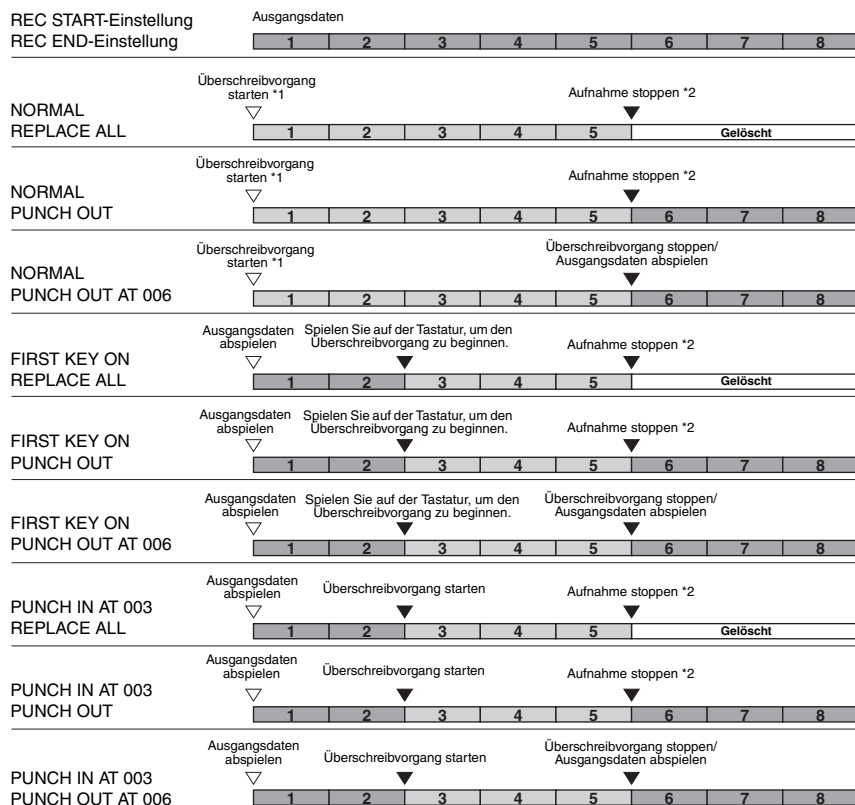 REC START-Einstellung
REC END-Einstellung
Ausgangsdaten
1 2 3 4 5 6 7 8
NORMAL
REPLACE ALL
Überschreibvorgang
starten *1
Aufnahme stoppen *2
1 2 3 4 5 Gelöscht
NORMAL
PUNCH OUT
Überschreibvorgang
starten *1
Aufnahme stoppen *2
1 2 3 4 5 6 7 8
NORMAL
PUNCH OUT AT 006
Überschreibvorgang
starten *1
Überschreibvorgang stoppen/
Ausgangsdaten abspielen
1 2 3 4 5 6 7 8
FIRST KEY ON
REPLACE ALL
Ausgangsdaten
abspielen
Spielen Sie auf der Tastatur, um den
Überschreibvorgang zu beginnen.
Aufnahme stoppen *2
1 2 3 4 5 Gelöscht
FIRST KEY ON
PUNCH OUT
Ausgangsdaten
abspielen
Spielen Sie auf der Tastatur, um den
Überschreibvorgang zu beginnen.
Aufnahme stoppen *2
1 2 3 4 5 6 7 8
FIRST KEY ON
PUNCH OUT AT 006
Ausgangsdaten
abspielen
Spielen Sie auf der Tastatur, um den
Überschreibvorgang zu beginnen.
Überschreibvorgang stoppen/
Ausgangsdaten abspielen
1 2 3 4 5 6 7 8
PUNCH IN AT 003
REPLACE ALL
Ausgangsdaten
abspielen
Überschreibvorgang starten
Aufnahme stoppen *2
1 2 3 4 5 Gelöscht
PUNCH IN AT 003
PUNCH OUT
Ausgangsdaten
abspielen
Überschreibvorgang starten
Aufnahme stoppen *2
1 2 3 4 5 6 7 8
PUNCH IN AT 003
PUNCH OUT AT 006
Ausgangsdaten
abspielen
Überschreibvorgang starten
Überschreibvorgang stoppen/
Ausgangsdaten abspielen
1 2 3 4 5 6 7 8